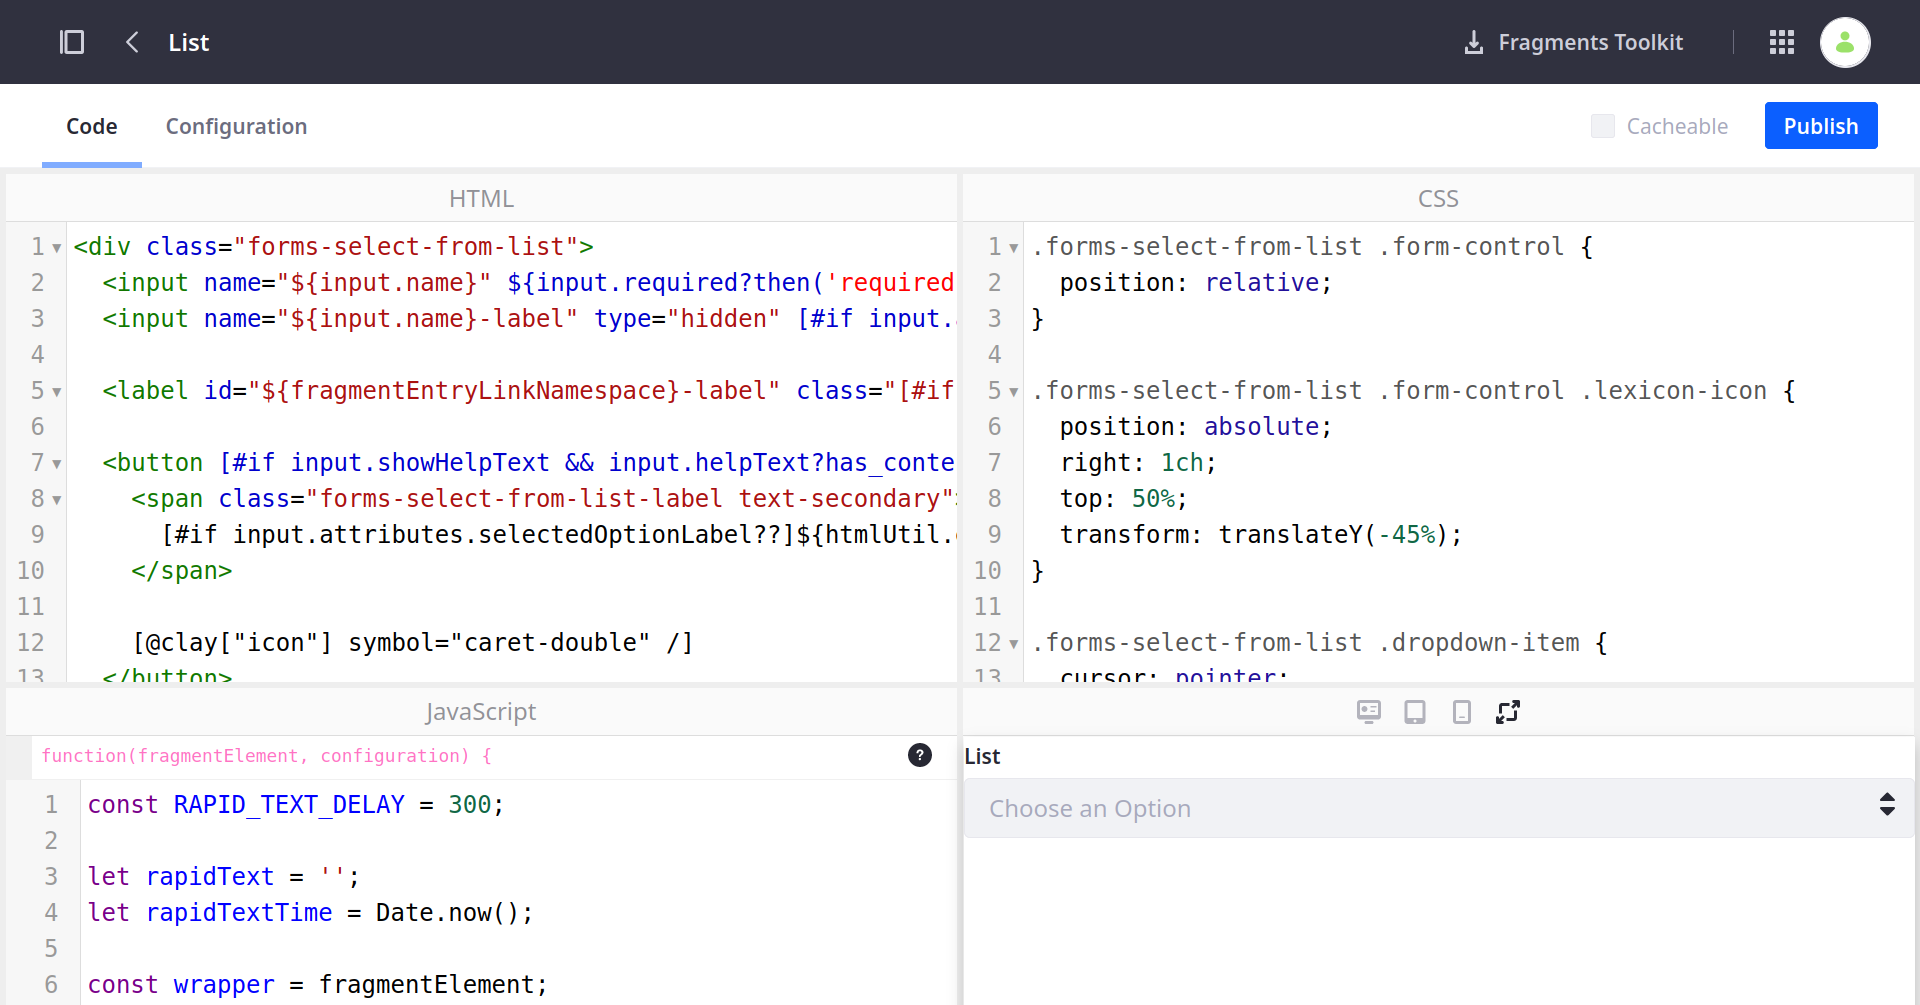 List
Fragments Toolkit
Code
Configuration
Cacheable
Publish
HTML
1 <div class="forms-select-from-list">
2 <input name="${input.name}" ${input.required?then('required
3 <input name="${input.name}-label" type="hidden" [#if input.
4
5 <label id="${fragmentEntryLinkNamespace}-label" class="[#if
6
7 <button [#if input.showHelpText && input.helpText?has_conte
8 <span class="forms-select-from-list-label text-secondary">
9 [#if input.attributes.selectedOptionLabel??]${htmlUtil.
10 </span>
11
12 [@clay["icon"] symbol="caret-double" /]
13 </button>
CSS
1 .forms-select-from-list .form-control {
2 position: relative;
3 }
4
5 .forms-select-from-list .form-control .lexicon-icon {
6 position: absolute;
7 right: 1ch;
8 top: 50%;
9 transform: translateY(-45%);
10 }
11
12 .forms-select-from-list .dropdown-item {
13 cursor: pointer;
JavaScript
function(fragmentElement, configuration) {
?
1 const RAPID_TEXT_DELAY = 300;
2
3 let rapidText = '';
4 let rapidTextTime = Date.now();
5
6 const wrapper = fragmentElement;
List
Choose an Option